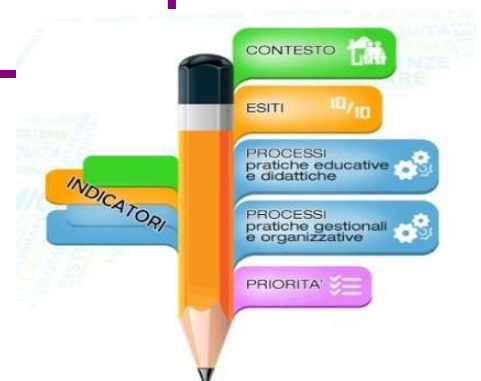 CONTESTO
ESITI 10/10
PROCESSI
pratiche educative
e didattiche
INDICATORI
PROCESSI
pratiche gestionali
e organizzative
PRIORITA'